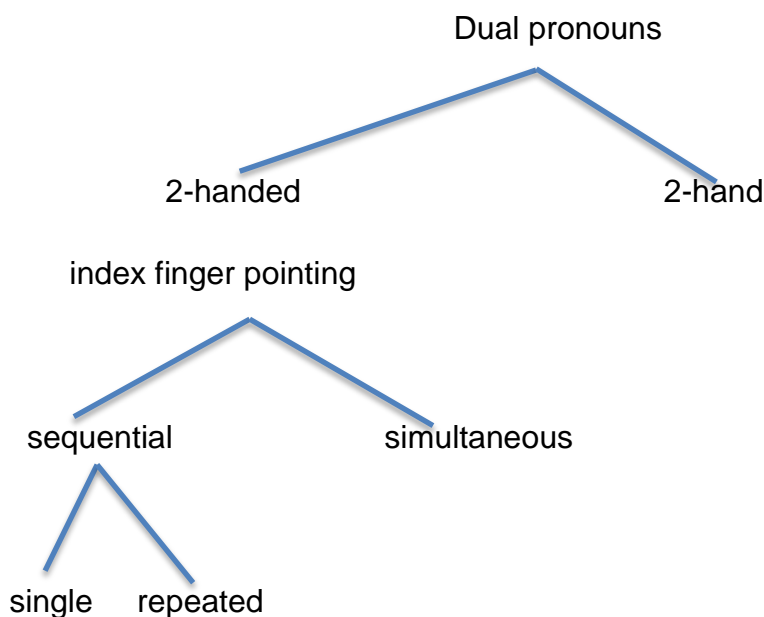 Dual pronouns
2-handed 2-hand
index finger pointing
sequential simultaneous
single repeated